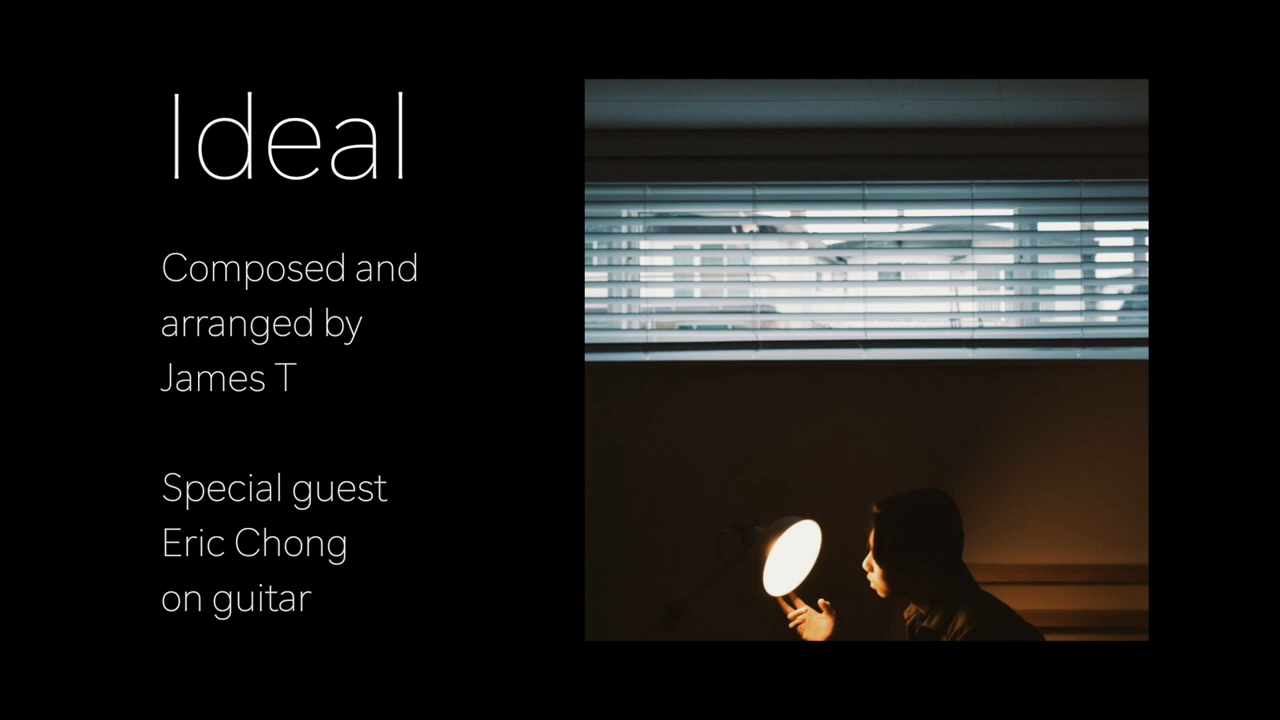 Ideal
Composed and
arranged by
James T
Special guest
Eric Chong
on guitar